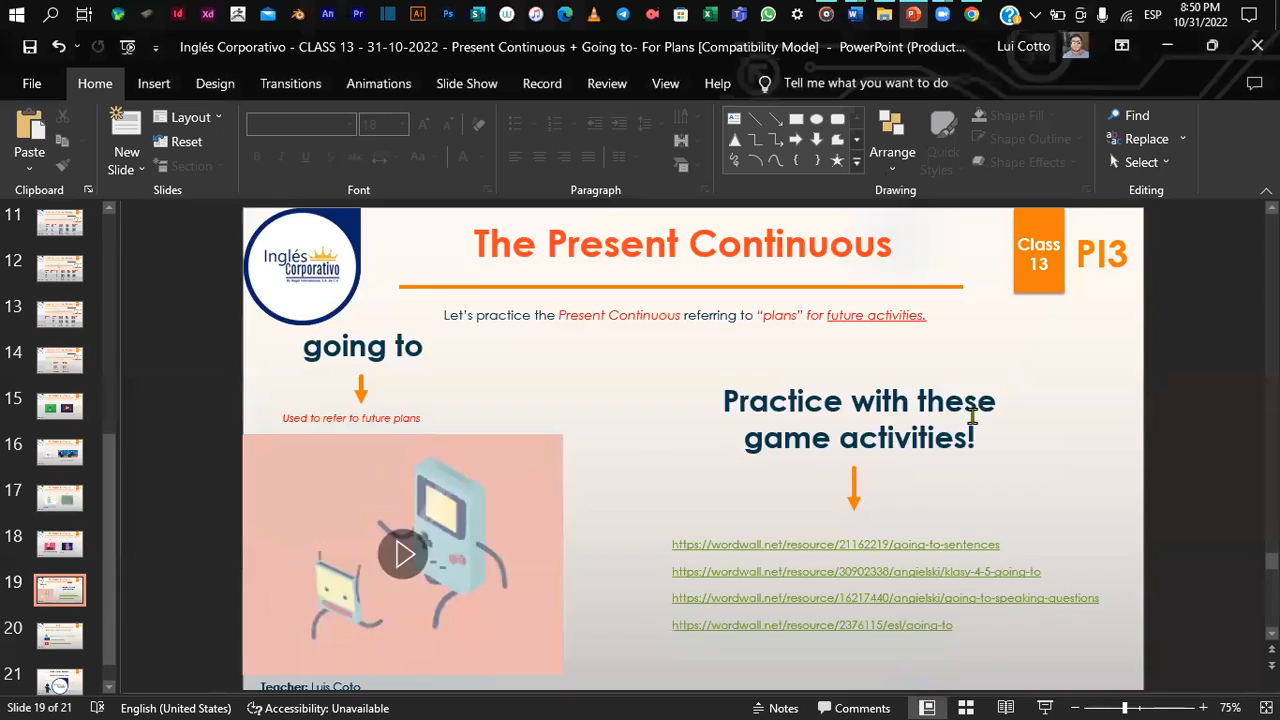 8:50 PM
ESP
10/31/2022
Inglés Corporativo - CLASS 13 - 31-10-2022 - Present Continuous + Going to- For Plans [Compatibility Mode] - PowerPoint (Product...
Lui Cotto
File
Home
Insert
Design
Transitions
Animations
Slide Show
Record
Review
View
Help
Tell me what you want to do
Paste
New
Slide
Layout
Reset
Section
18
Arrange
Quick
Styles
Shape Fill
Shape Outline
Shape Effects
Find
Replace
Select
Clipboard
Slides
Font
Paragraph
Drawing
Editing
11
12
13
14
15
16
17
18
19
20
21
Inglés
Corporativo
The Present Continuous
Class
13
PI3
Let's practice the Present Continuous referring to "plans" for future activities.
going to
Used to refer to future plans
Practice with these
game activities!
https://wordwall.net/resource/21162219/going-to-sentences
https://wordwall.net/resource/30902338/angielski/klasy-4-5-going-to
https://wordwall.net/resource/16217440/angielski/going-to-speaking-questions
https://wordwall.net/resource/2376115/esl/going-to
Teacher: Luis Coto
Slide 19 of 21
English (United States)
Accessibility: Unavailable
Notes
Comments
75%